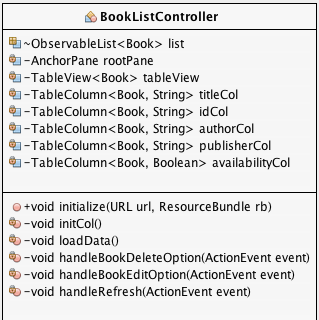 BookListController
~ObservableList<Book> list
-AnchorPane rootPane
-TableView<Book> tableView
-TableColumn<Book, String> titleCol
-TableColumn<Book, String> idCol
-TableColumn<Book, String> authorCol
-TableColumn<Book, String> publisherCol
-TableColumn<Book, Boolean> availabilityCol
+void initialize(URL url, ResourceBundle rb)
-void initCol()
-void loadData()
-void handleBookDeleteOption(ActionEvent event)
-void handleBookEditOption(ActionEvent event)
-void handleRefresh(ActionEvent event)